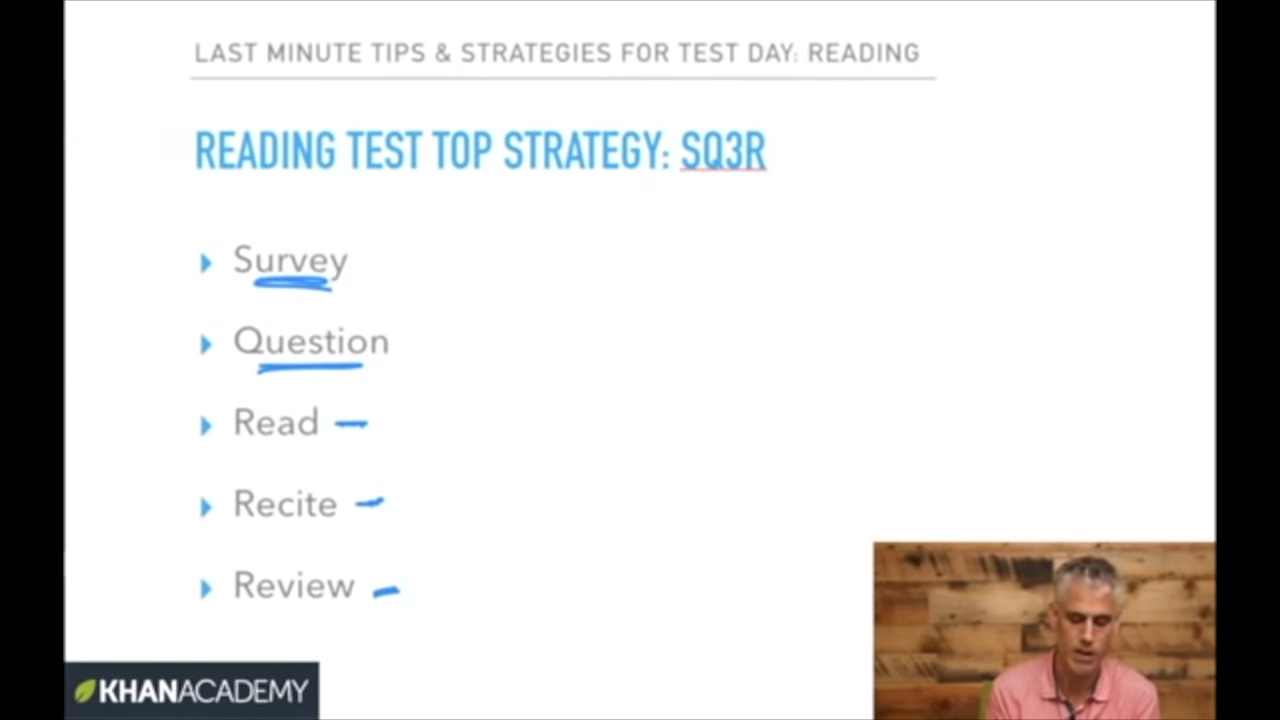 LAST MINUTE TIPS & STRATEGIES FOR TEST DAY: READING
READING TEST TOP STRATEGY: SQ3R
Survey
Question
Read
Recite
Review
KHANACADEMY